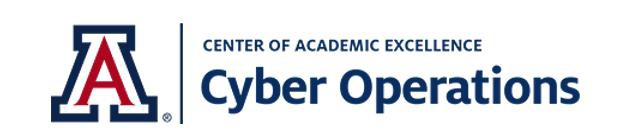 A®
CENTER OF ACADEMIC EXCELLENCE
Cyber Operations